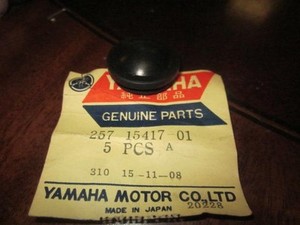 YAMAHA
純正部品
GENUINE PARTS
257 15417 01
5 PCS A
310 15-11-08
YAMAHA MOTOR CO., LTD
MADE IN JAPAN 20228